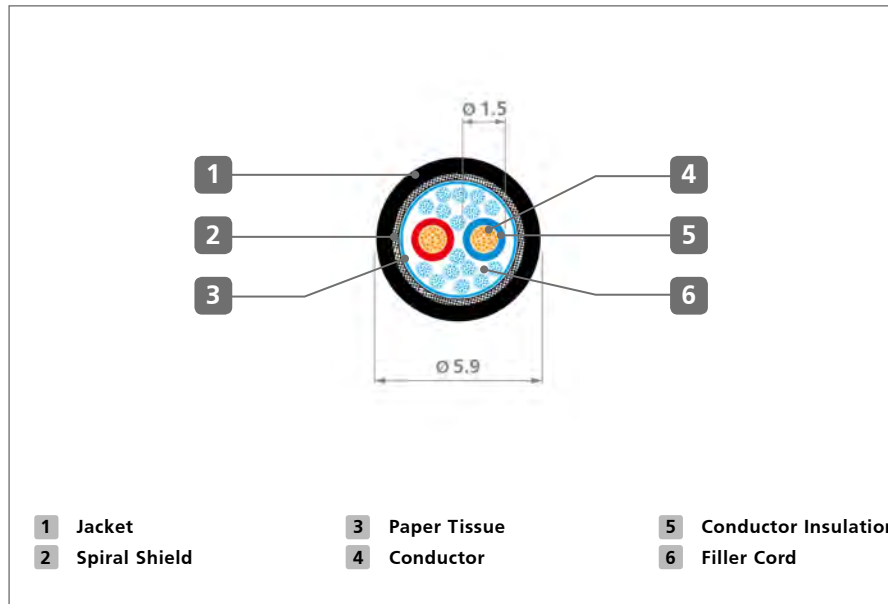 Ø 1.5
1
4
2
5
3
6
Ø 5.9
1 Jacket
3 Paper Tissue
5 Conductor Insulation
2 Spiral Shield
4 Conductor
6 Filler Cord